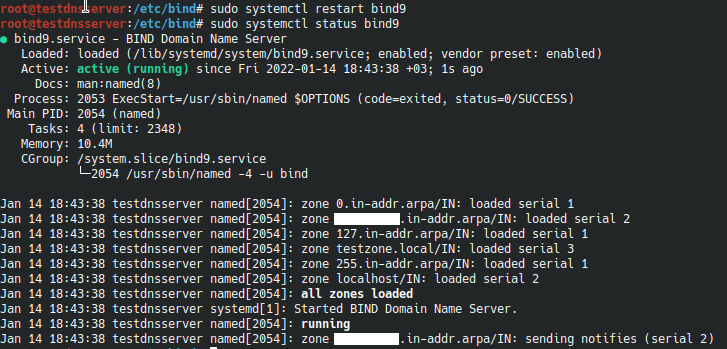 root@testdnsserver:/etc/bind# sudo systemctl restart bind9
root@testdnsserver:/etc/bind# sudo systemctl status bind9
● bind9.service - BIND Domain Name Server
Loaded: loaded (/lib/systemd/system/bind9.service; enabled; vendor preset: enabled)
Active: active (running) since Fri 2022-01-14 18:43:38 +03; 1s ago
Docs: man:named(8)
Process: 2053 ExecStart=/usr/sbin/named $OPTIONS (code=exited, status=0/SUCCESS)
Main PID: 2054 (named)
Tasks: 4 (limit: 2348)
Memory: 10.4M
CGroup: /system.slice/bind9.service
└─2054 /usr/sbin/named -4 -u bind
Jan 14 18:43:38 testdnsserver named[2054]: zone 0.in-addr.arpa/IN: loaded serial 1
Jan 14 18:43:38 testdnsserver named[2054]: zone .in-addr.arpa/IN: loaded serial 2
Jan 14 18:43:38 testdnsserver named[2054]: zone 127.in-addr.arpa/IN: loaded serial 1
Jan 14 18:43:38 testdnsserver named[2054]: zone testzone.local/IN: loaded serial 3
Jan 14 18:43:38 testdnsserver named[2054]: zone 255.in-addr.arpa/IN: loaded serial 1
Jan 14 18:43:38 testdnsserver named[2054]: zone localhost/IN: loaded serial 2
Jan 14 18:43:38 testdnsserver named[2054]: all zones loaded
Jan 14 18:43:38 testdnsserver systemd[1]: Started BIND Domain Name Server.
Jan 14 18:43:38 testdnsserver named[2054]: running
Jan 14 18:43:38 testdnsserver named[2054]: zone .in-addr.arpa/IN: sending notifies (serial 2)